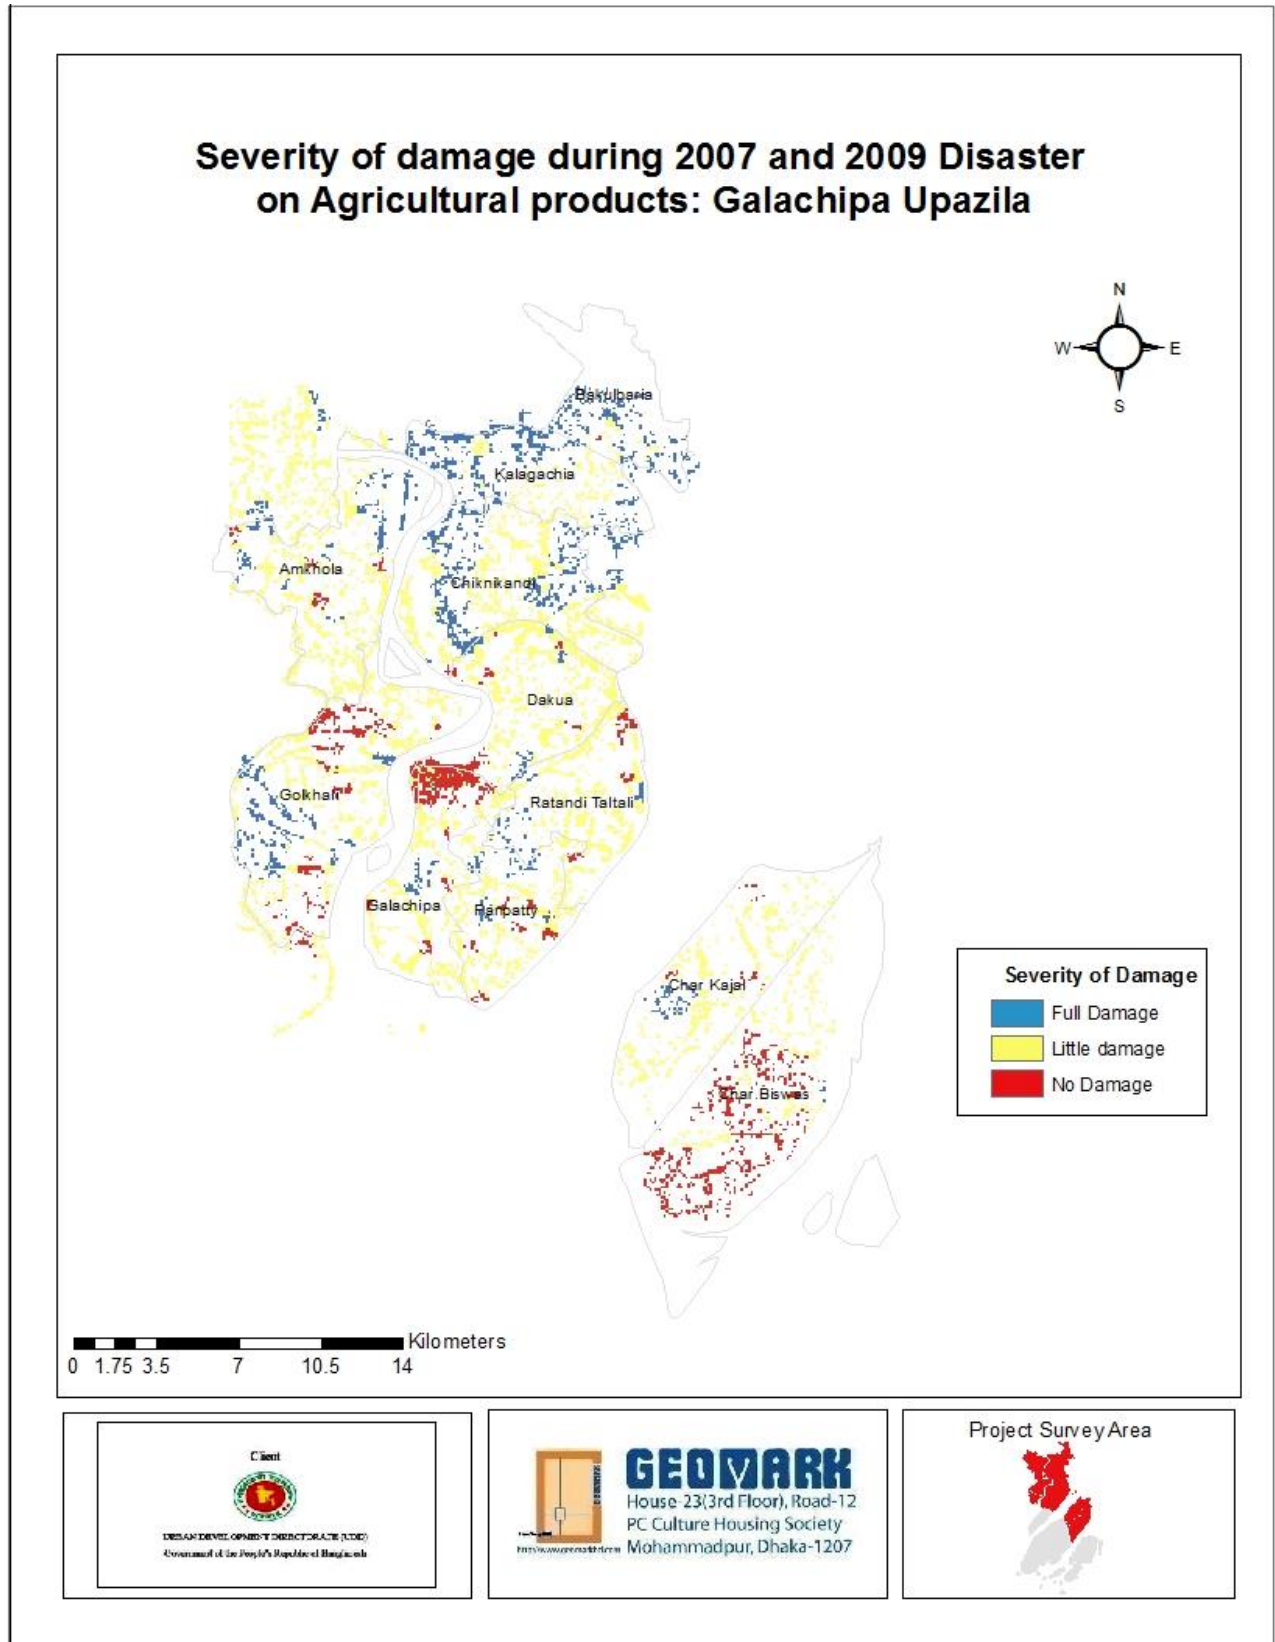 Severity of damage during 2007 and 2009 Disaster
on Agricultural products: Galachipa Upazila
N
W
E
S
Bakulbaria
Kalagachia
Amkhola
Chiknikandi
Dakua
Golkhali
Ratandi Taltali
Galachipa
Panpatty
Char Kajal
Char Biswas
Severity of Damage
Full Damage
Little damage
No Damage
Kilometers
0 1.75 3.5 7 10.5 14
Client
URBAN DEVELOPMENT DIRECTORATE (UDD)
Government of the People's Republic of Bangladesh
GEOMARK
House-23(3rd Floor), Road-12
PC Culture Housing Society
Mohammadpur, Dhaka-1207
Project Survey Area